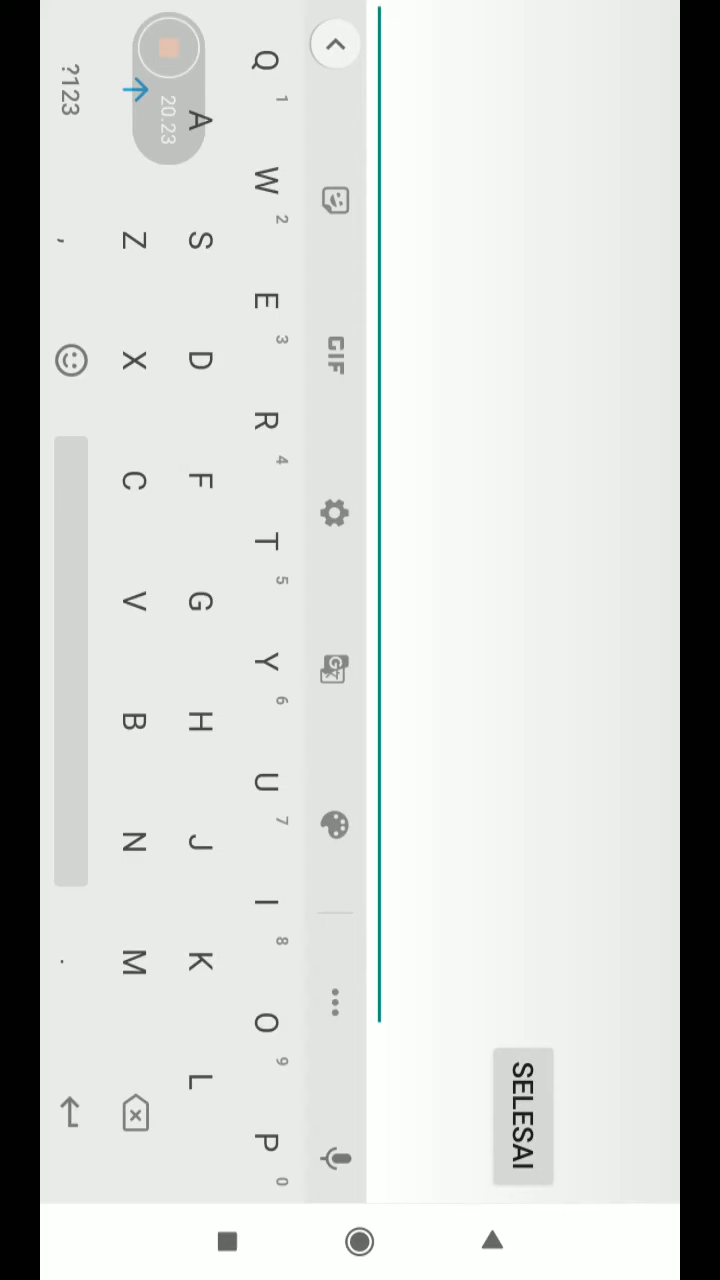 SELESAI
GIF
1 2 3 4 5 6 7 8 9 0
Q W E R T Y U I O P
A S D F G H J K L
20.23
Z X C V B N M
?123 , .